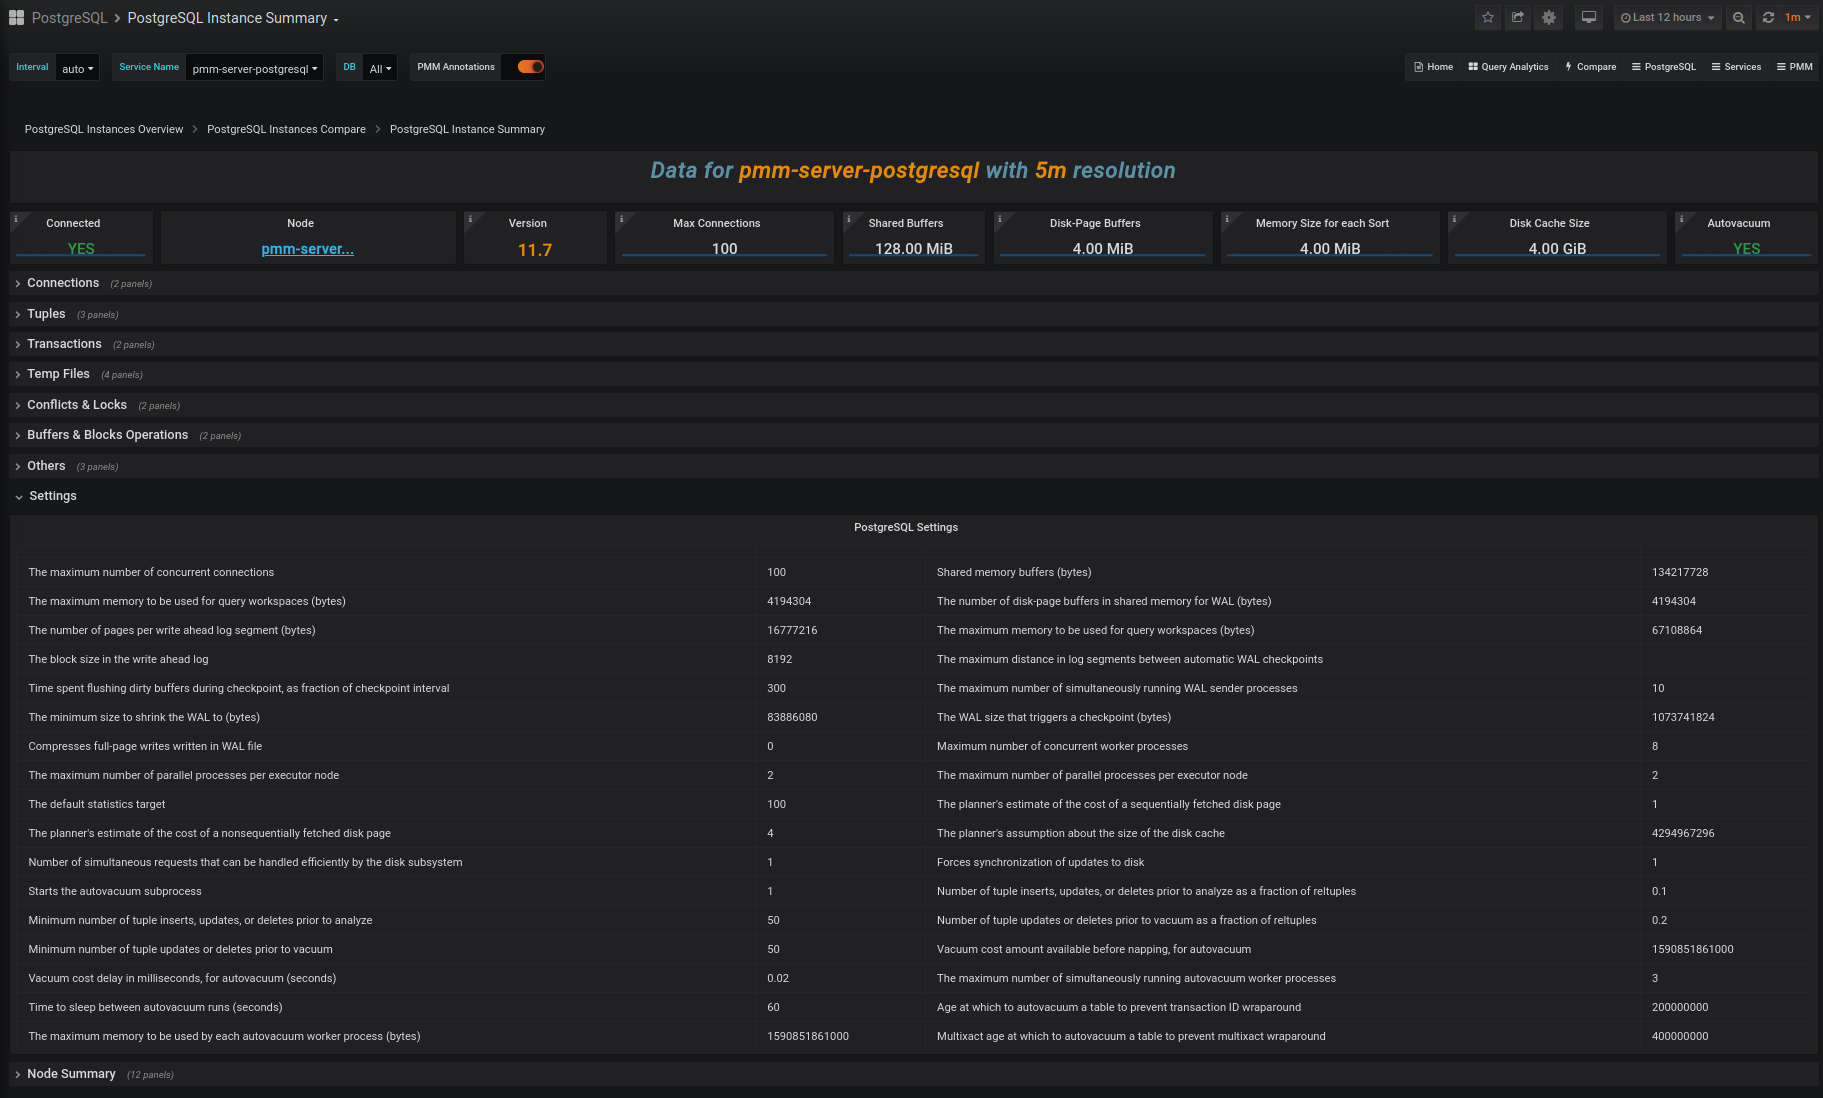 PostgreSQL > PostgreSQL Instance Summary
Last 12 hours
1m
Interval auto
Service Name pmm-server-postgresql
DB All
PMM Annotations
Home
Query Analytics
Compare
PostgreSQL
Services
PMM
PostgreSQL Instances Overview > PostgreSQL Instances Compare > PostgreSQL Instance Summary
Data for pmm-server-postgresql with 5m resolution
Connected
YES
Node
pmm-server...
Version
11.7
Max Connections
100
Shared Buffers
128.00 MiB
Disk-Page Buffers
4.00 MiB
Memory Size for each Sort
4.00 MiB
Disk Cache Size
4.00 GiB
Autovacuum
YES
Connections (2 panels)
Tuples (3 panels)
Transactions (2 panels)
Temp Files (4 panels)
Conflicts & Locks (2 panels)
Buffers & Blocks Operations (2 panels)
Others (3 panels)
Settings
PostgreSQL Settings
The maximum number of concurrent connections 100 Shared memory buffers (bytes) 134217728
The maximum memory to be used for query workspaces (bytes) 4194304 The number of disk-page buffers in shared memory for WAL (bytes) 4194304
The number of pages per write ahead log segment (bytes) 16777216 The maximum memory to be used for query workspaces (bytes) 67108864
The block size in the write ahead log 8192 The maximum distance in log segments between automatic WAL checkpoints
Time spent flushing dirty buffers during checkpoint, as fraction of checkpoint interval 300 The maximum number of simultaneously running WAL sender processes 10
The minimum size to shrink the WAL to (bytes) 83886080 The WAL size that triggers a checkpoint (bytes) 1073741824
Compresses full-page writes written in WAL file 0 Maximum number of concurrent worker processes 8
The maximum number of parallel processes per executor node 2 The maximum number of parallel processes per executor node 2
The default statistics target 100 The planner's estimate of the cost of a sequentially fetched disk page 1
The planner's estimate of the cost of a nonsequentially fetched disk page 4 The planner's assumption about the size of the disk cache 4294967296
Number of simultaneous requests that can be handled efficiently by the disk subsystem 1 Forces synchronization of updates to disk 1
Starts the autovacuum subprocess 1 Number of tuple inserts, updates, or deletes prior to analyze as a fraction of reltuples 0.1
Minimum number of tuple inserts, updates, or deletes prior to analyze 50 Number of tuple updates or deletes prior to vacuum as a fraction of reltuples 0.2
Minimum number of tuple updates or deletes prior to vacuum 50 Vacuum cost amount available before napping, for autovacuum 1590851861000
Vacuum cost delay in milliseconds, for autovacuum (seconds) 0.02 The maximum number of simultaneously running autovacuum worker processes 3
Time to sleep between autovacuum runs (seconds) 60 Age at which to autovacuum a table to prevent transaction ID wraparound 200000000
The maximum memory to be used by each autovacuum worker process (bytes) 1590851861000 Multixact age at which to autovacuum a table to prevent multixact wraparound 400000000
Node Summary (12 panels)